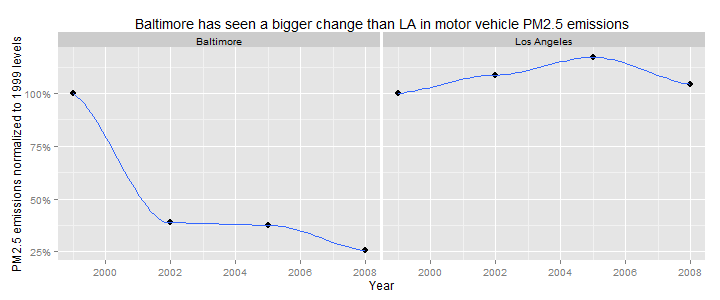 Baltimore has seen a bigger change than LA in motor vehicle PM2.5 emissions
Baltimore
Los Angeles
PM2.5 emissions normalized to 1999 levels
100%
75%
50%
25%
2000 2002 2004 2006 2008
2000 2002 2004 2006 2008
Year